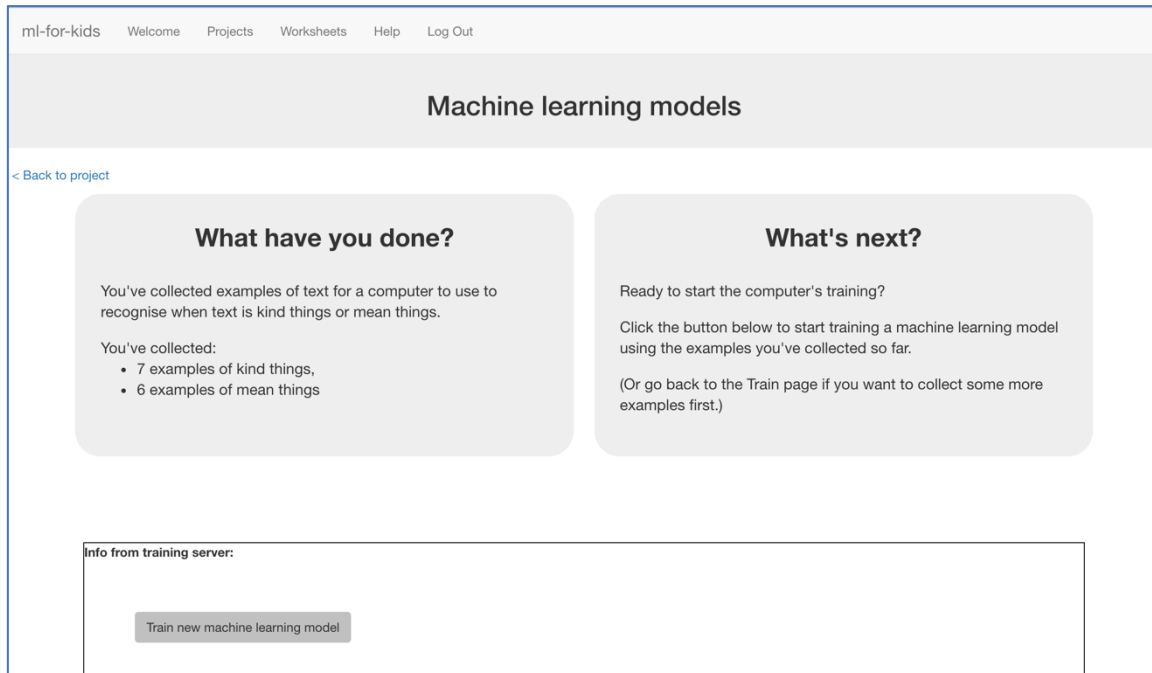 ml-for-kids Welcome Projects Worksheets Help Log Out
Machine learning models
< Back to project
What have you done?
You've collected examples of text for a computer to use to
recognise when text is kind things or mean things.
You've collected:
• 7 examples of kind things,
• 6 examples of mean things
What's next?
Ready to start the computer's training?
Click the button below to start training a machine learning model
using the examples you've collected so far.
(Or go back to the Train page if you want to collect some more
examples first.)
Info from training server:
Train new machine learning model